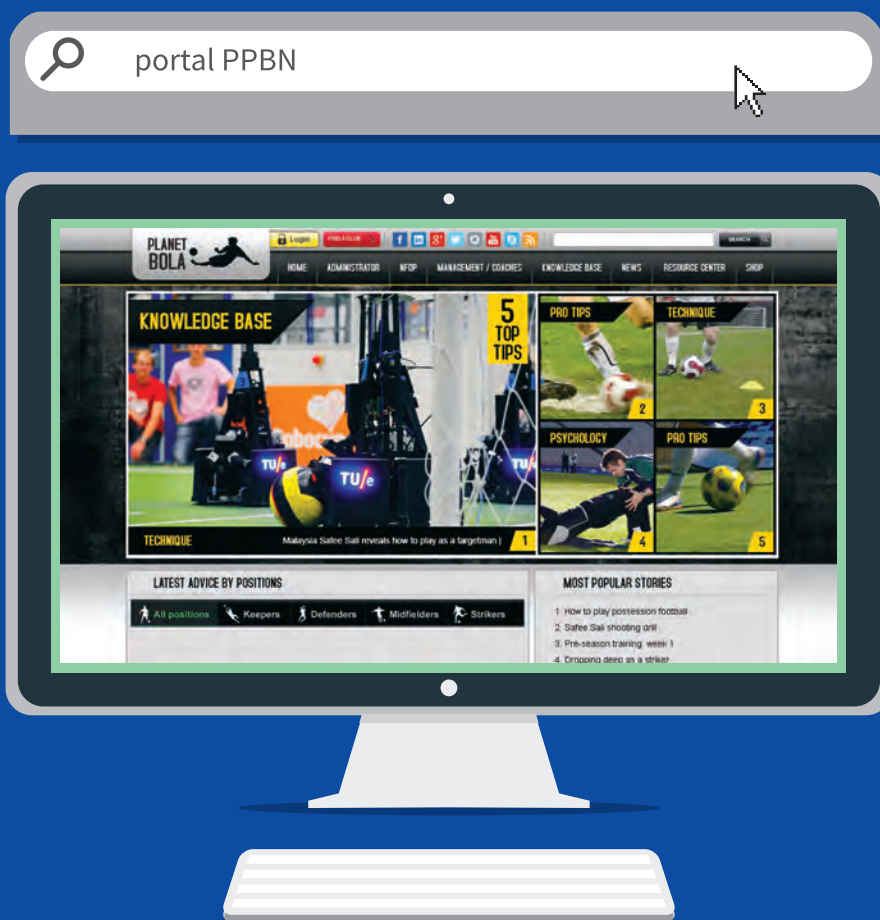 portal PPBN
PLANET
BOLA
Login
FIND A CLUB
SEARCH
HOME
ADMINISTRATOR
NFDP
MANAGEMENT / COACHES
KNOWLEDGE BASE
NEWS
RESOURCE CENTER
SHOP
KNOWLEDGE BASE
5
TOP
TIPS
3
TU/e
TU/e
TU/
TECHNIQUE
Malaysia Safee Sali reveals how to play as a targetman |
1
PRO TIPS
2
TECHNIQUE
3
PSYCHOLOGY
4
PRO TIPS
5
LATEST ADVICE BY POSITIONS
All positions
Keepers
Defenders
Midfielders
Strikers
MOST POPULAR STORIES
1. How to play possession football
2. Safee Sali shooting drill
3. Pre-season training week 1
4. Dropping deep as a striker